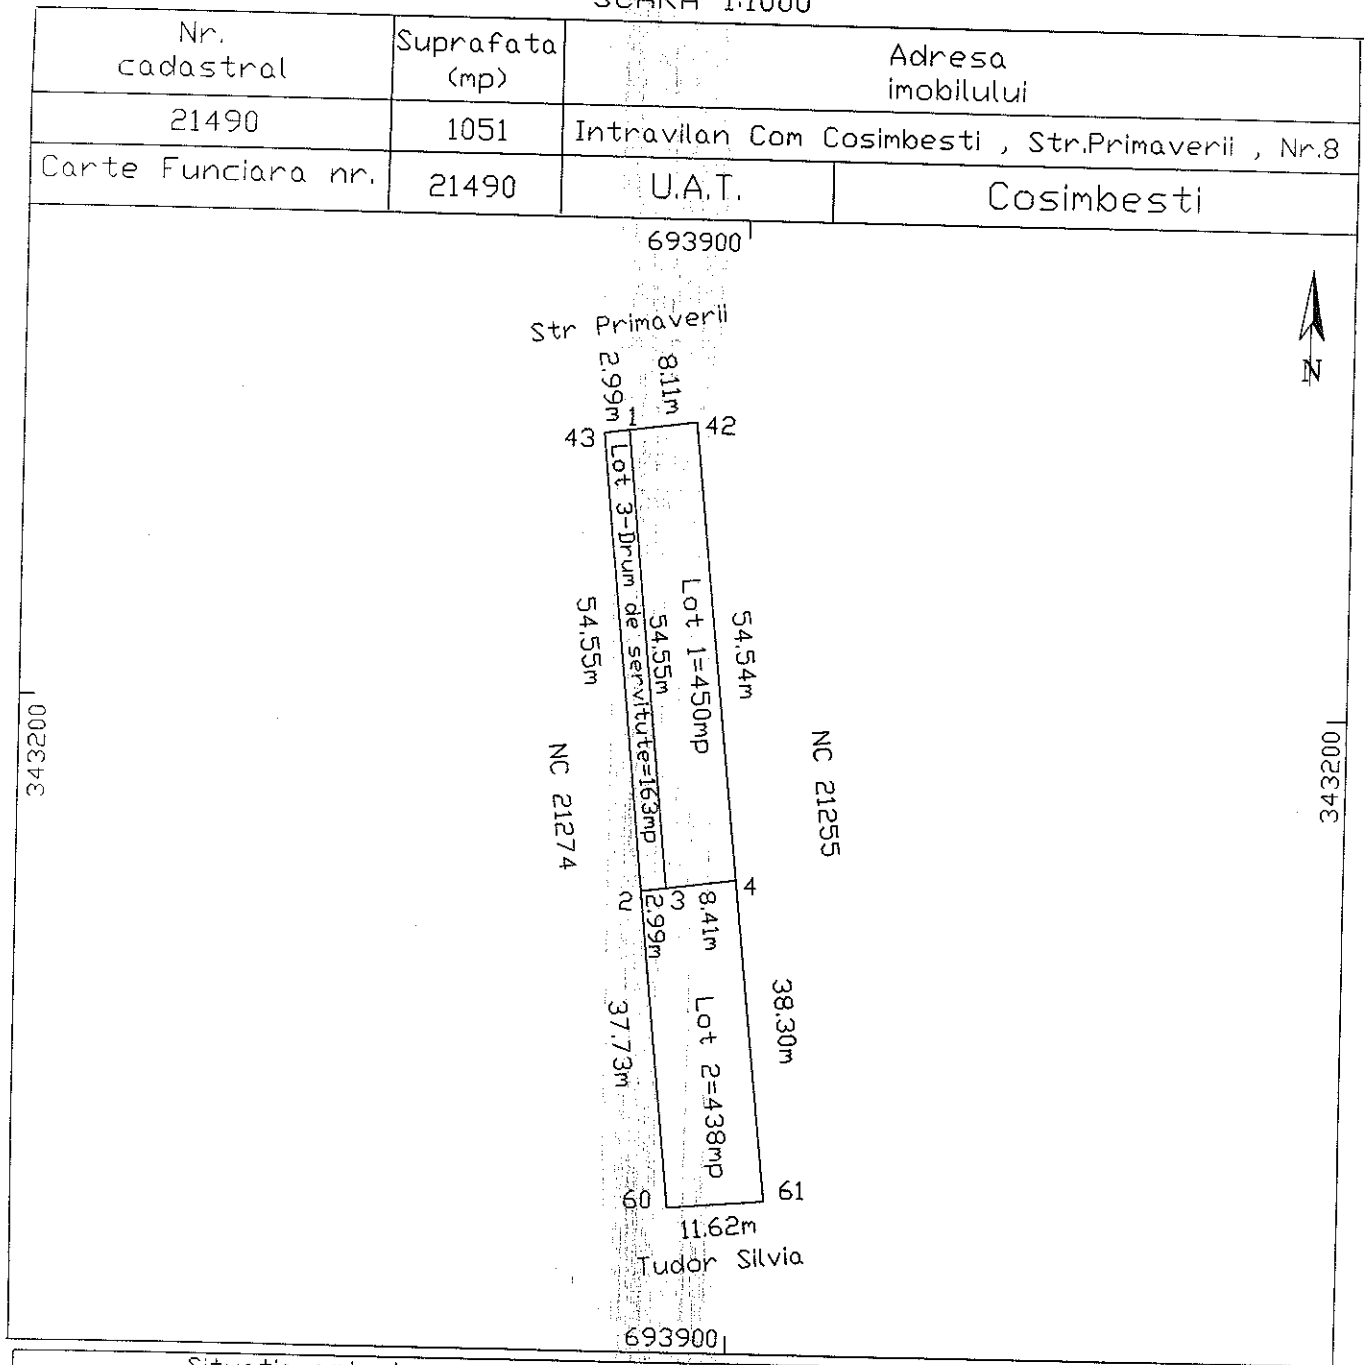 SCARA 1:1000
Nr. cadastral
Suprafata (mp)
Adresa imobilului
21490
1051
Intravilan Com Cosimbesti , Str.Primaverii , Nr.8
Carte Funciara nr.
21490
U.A.T.
Cosimbesti
693900
Str Primaverii
N
2.99m
8.11m
43
1
42
Lot 3-Drum de servitute=163mp
54.55m
54.55m
Lot 1=450mp
54.54m
343200
NC 21274
NC 21255
343200
2
2.99m
3
8.41m
4
37.73m
Lot 2=438mp
38.30m
60
61
11.62m
Tudor Silvia
693900